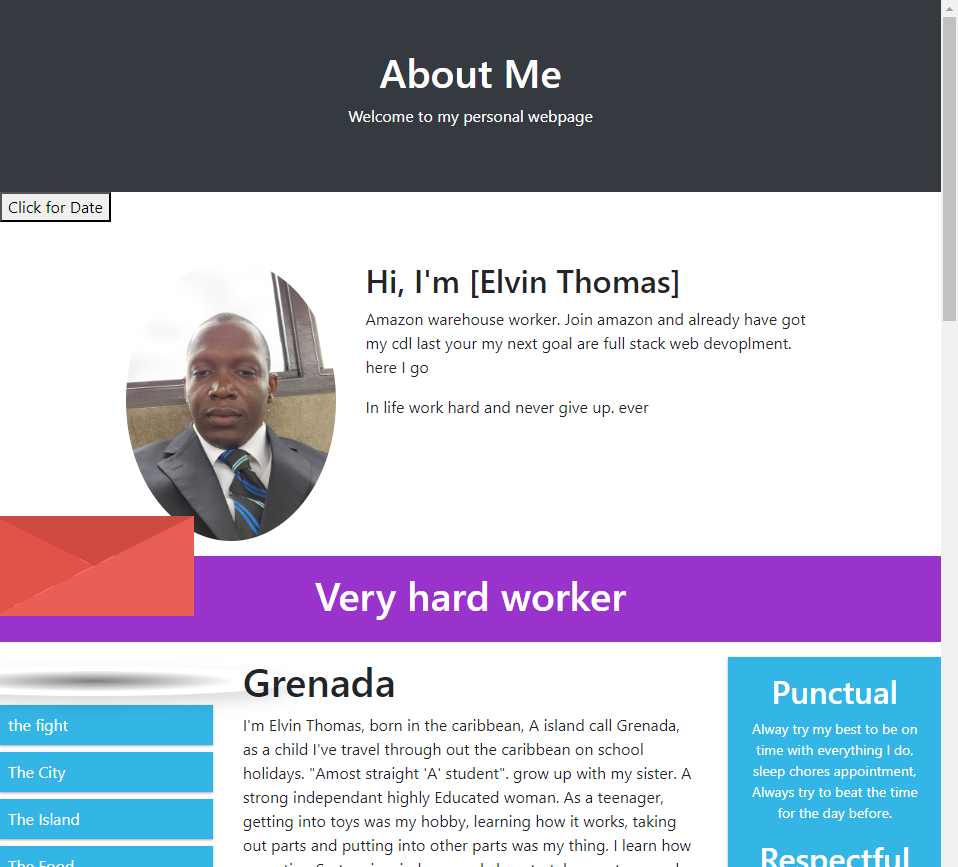 About Me
Welcome to my personal webpage
Click for Date
Hi, I'm [Elvin Thomas]
Amazon warehouse worker. Join amazon and already have got
my cdl last your my next goal are full stack web devoplment.
here I go
In life work hard and never give up. ever
Very hard worker
the fight
The City
The Island
The Food
Grenada
I'm Elvin Thomas, born in the caribbean, A island call Grenada,
as a child I've travel through out the caribbean on school
holidays. "Amost straight 'A' student". grow up with my sister. A
strong independant highly Educated woman. As a teenager,
getting into toys was my hobby, learning how it works, taking
out parts and putting into other parts was my thing. I learn how
Punctual
Alway try my best to be on
time with everything I do,
sleep chores appointment,
Always try to beat the time
for the day before.
Respectful